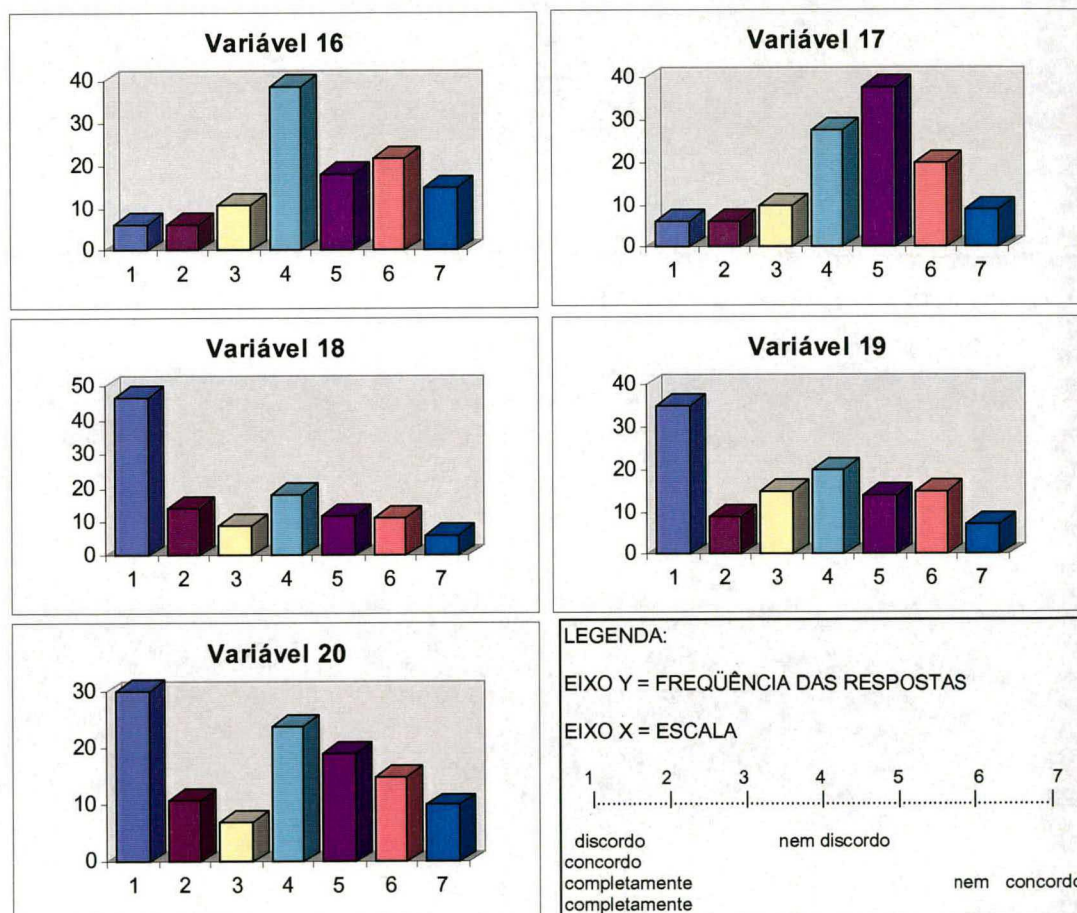 Variável 16
40
30
20
10
0
1 2 3 4 5 6 7
Variável 17
40
30
20
10
0
1 2 3 4 5 6 7
Variável 18
50
40
30
20
10
0
1 2 3 4 5 6 7
Variável 19
40
30
20
10
0
1 2 3 4 5 6 7
Variável 20
30
20
10
0
1 2 3 4 5 6 7
LEGENDA:
EIXO Y = FREQÜÊNCIA DAS RESPOSTAS
EIXO X = ESCALA
1 2 3 4 5 6 7
discordo nem discordo
concordo
completamente nem concordo
completamente